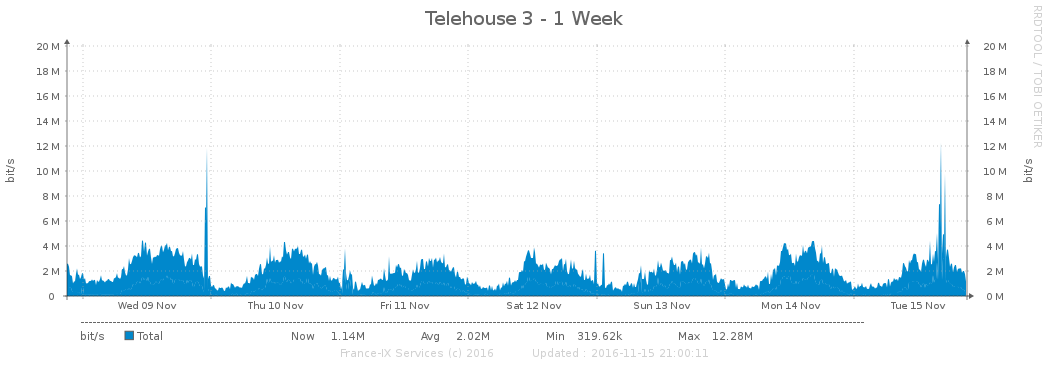 Telehouse 3 - 1 Week
RRDTOOL / TOBI OETIKER
bit/s
20 M 20 M
18 M 18 M
16 M 16 M
14 M 14 M
12 M 12 M
10 M 10 M
8 M 8 M
6 M 6 M
4 M 4 M
2 M 2 M
0 0 M
bit/s
Wed 09 Nov Thu 10 Nov Fri 11 Nov Sat 12 Nov Sun 13 Nov Mon 14 Nov Tue 15 Nov
bit/s Total Now 1.14M Avg 2.02M Min 319.62k Max 12.28M
France-IX Services (c) 2016 Updated : 2016-11-15 21:00:11